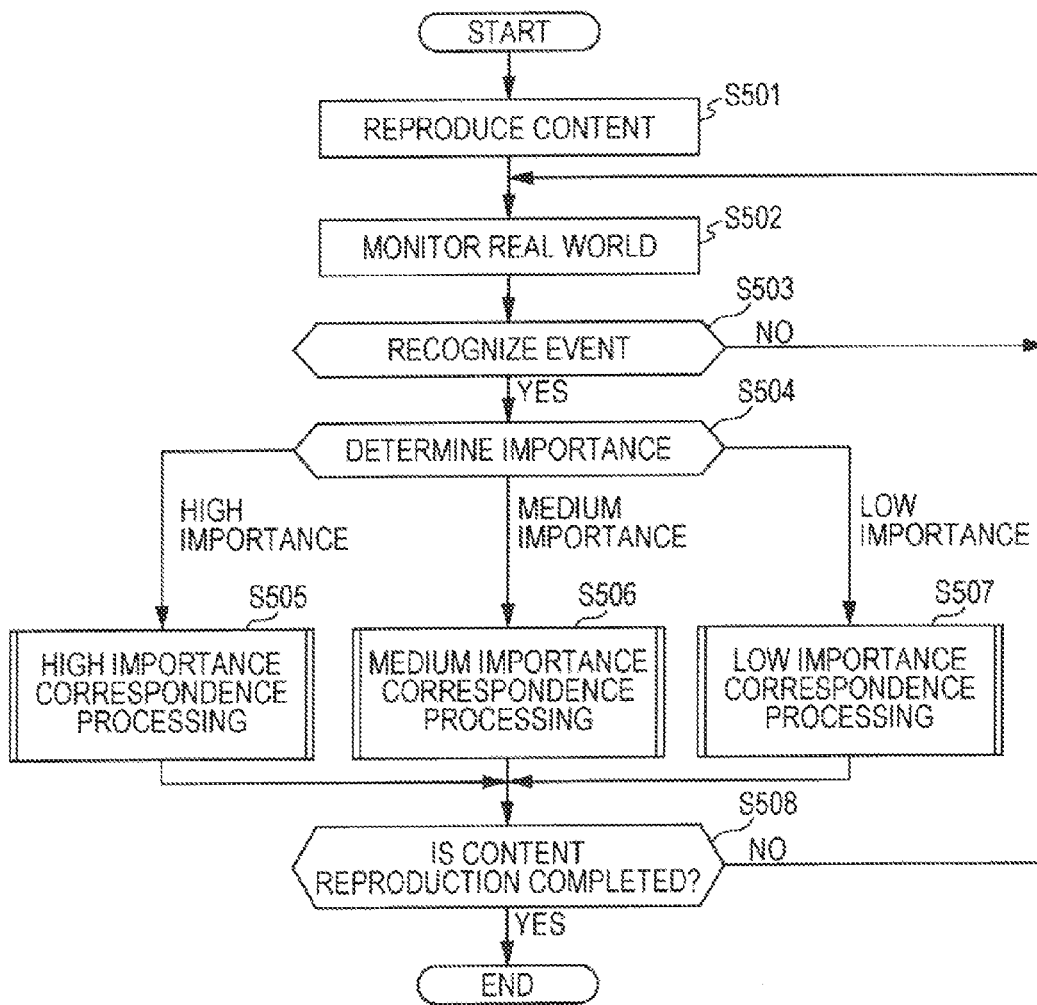 START
S501
REPRODUCE CONTENT
S502
MONITOR REAL WORLD
S503
RECOGNIZE EVENT
NO
YES
S504
DETERMINE IMPORTANCE
HIGH
IMPORTANCE
MEDIUM
IMPORTANCE
LOW
IMPORTANCE
S505
HIGH IMPORTANCE
CORRESPONDENCE
PROCESSING
S506
MEDIUM IMPORTANCE
CORRESPONDENCE
PROCESSING
S507
LOW IMPORTANCE
CORRESPONDENCE
PROCESSING
S508
IS CONTENT
REPRODUCTION COMPLETED?
NO
YES
END